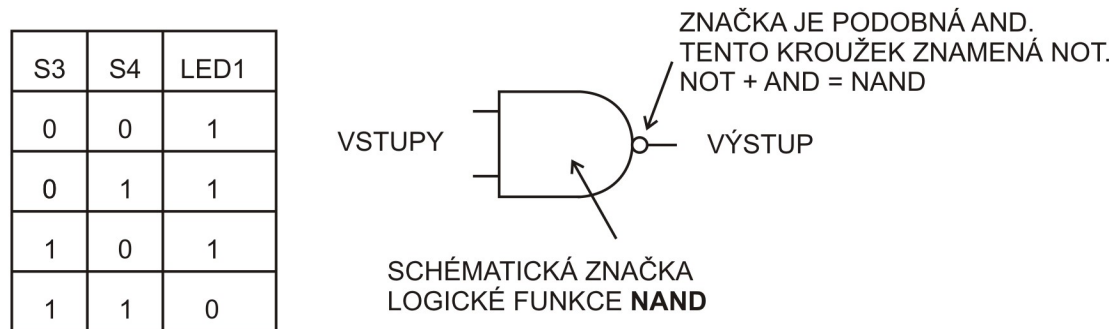 S3 S4 LED1
0 0 1
0 1 1
1 0 1
1 1 0
ZNAČKA JE PODOBNÁ AND.
TENTO KROUŽEK ZNAMENÁ NOT.
NOT + AND = NAND
VSTUPY
VÝSTUP
SCHÉMATICKÁ ZNAČKA
LOGICKÉ FUNKCE NAND